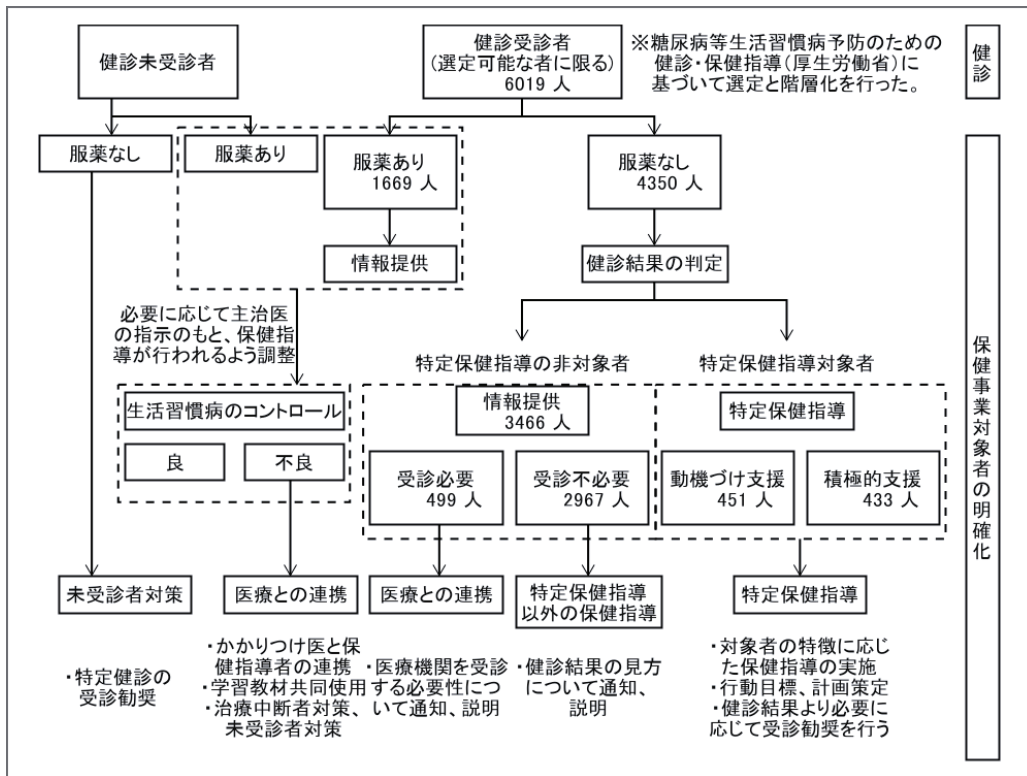 健診未受診者
健診受診者
(選定可能な者に限る)
6019 人
※糖尿病等生活習慣病予防のための
健診・保健指導(厚生労働省)に
基づいて選定と階層化を行った。
健診
服薬なし
服薬あり
服薬あり
1669 人
服薬なし
4350 人
情報提供
健診結果の判定
必要に応じて主治医
の指示のもと、保健指
導が行われるよう調整
特定保健指導の非対象者
特定保健指導対象者
生活習慣病のコントロール
良
不良
情報提供
3466 人
受診必要
499 人
受診不必要
2967 人
特定保健指導
動機づけ支援
451 人
積極的支援
433 人
保健事業対象者の明確化
未受診者対策
医療との連携
医療との連携
特定保健指導
以外の保健指導
特定保健指導
・特定健診の
受診勧奨
・かかりつけ医と保
健指導者の連携
・学習教材共同使用
・治療中断者対策、
未受診者対策
・医療機関を受診
する必要性につ
いて通知、説明
・健診結果の見方
について通知、
説明
・対象者の特徴に応じ
た保健指導の実施
・行動目標、計画策定
・健診結果より必要に
応じて受診勧奨を行う